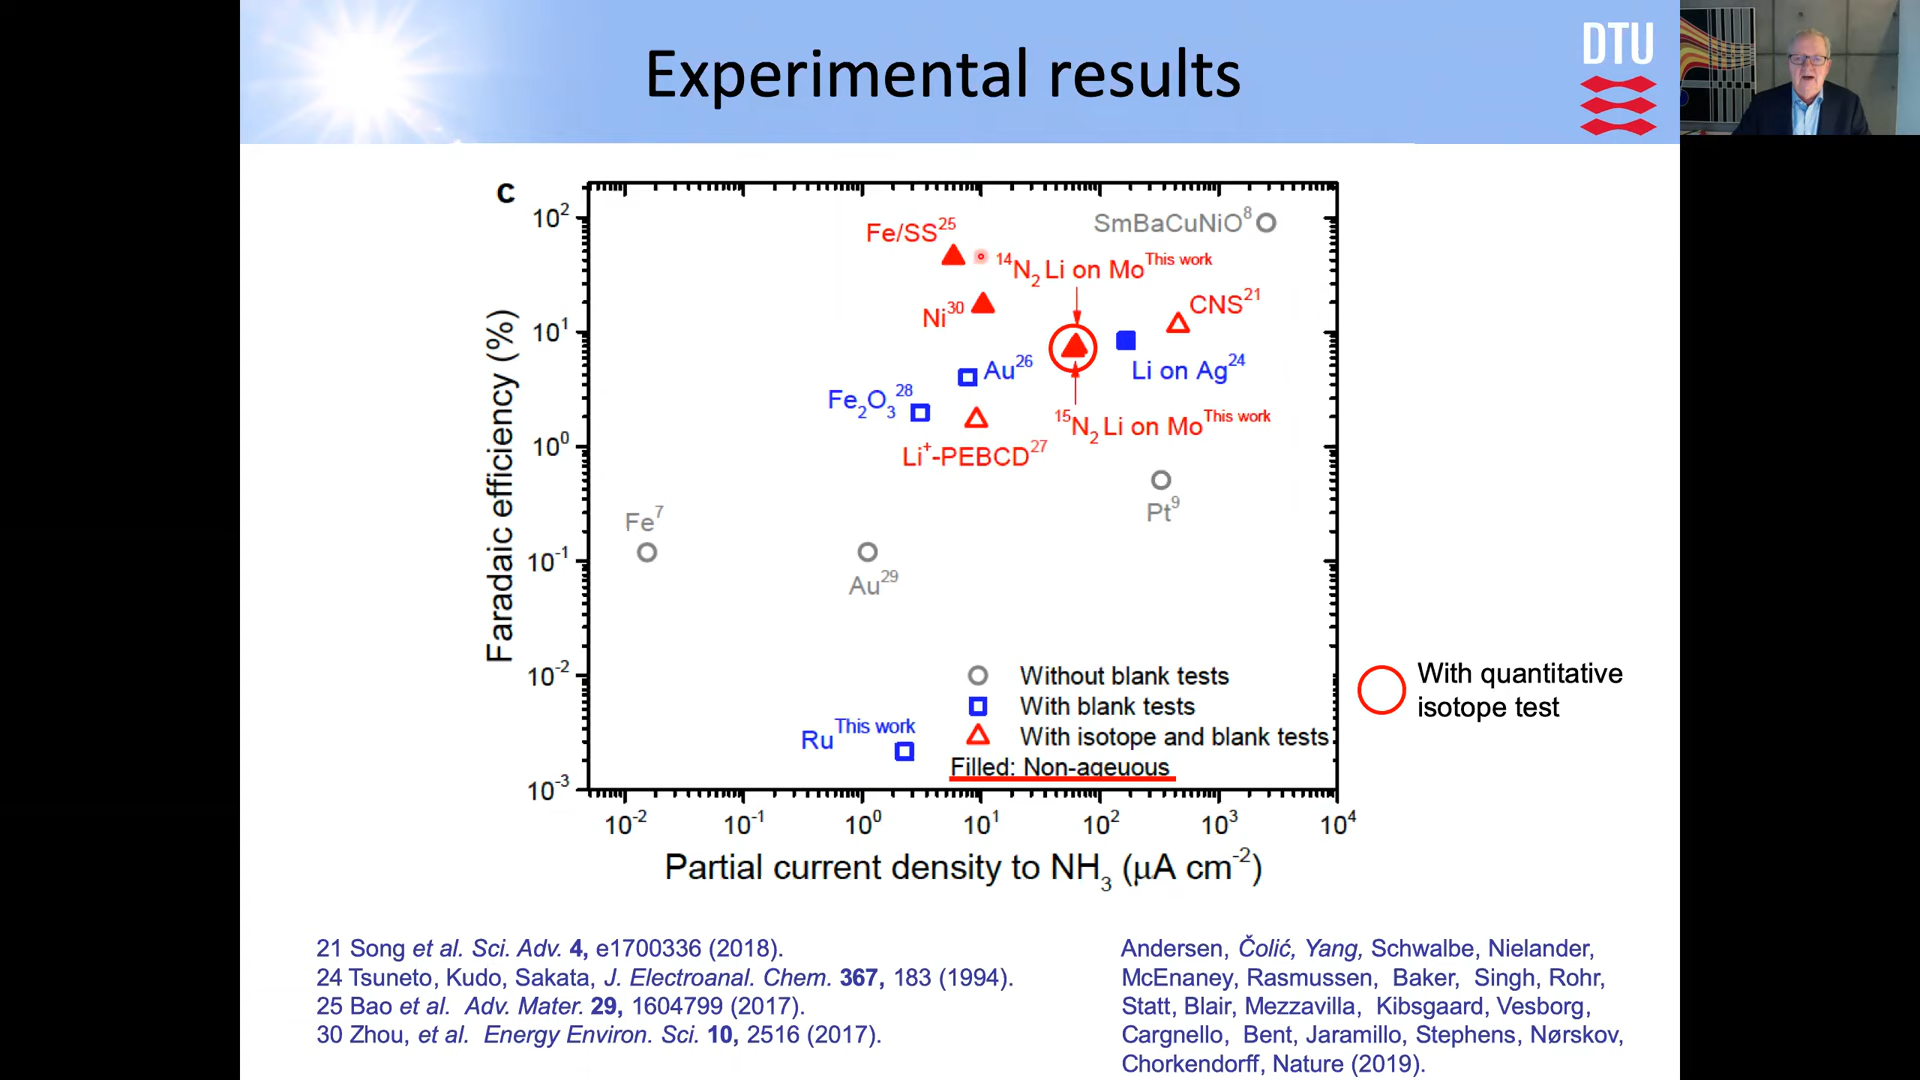 Experimental results
DTU
c
10² 
SmBaCuNiO⁸
Fe/SS²⁵
¹⁴N₂ Li on Mo This work
CNS²¹
Ni³⁰
10¹
Au²⁶
Li on Ag²⁴
Fe₂O₃²⁸
¹⁵N₂ Li on Mo This work
10⁰
Li⁺-PEBCD²⁷
Pt⁹
Fe⁷
10⁻¹
Au²⁹
Faradaic efficiency (%)
10⁻²
Without blank tests
With blank tests
With isotope and blank tests
Filled: Non-aqeuous
With quantitative
isotope test
Ru This work
10⁻³
10⁻² 10⁻¹ 10⁰ 10¹ 10² 10³ 10⁴
Partial current density to NH₃ (µA cm⁻²)
21 Song et al. Sci. Adv. 4, e1700336 (2018).
24 Tsuneto, Kudo, Sakata, J. Electroanal. Chem. 367, 183 (1994).
25 Bao et al. Adv. Mater. 29, 1604799 (2017).
30 Zhou, et al. Energy Environ. Sci. 10, 2516 (2017).
Andersen, Čolić, Yang, Schwalbe, Nielander,
McEnaney, Rasmussen, Baker, Singh, Rohr,
Statt, Blair, Mezzavilla, Kibsgaard, Vesborg,
Cargnello, Bent, Jaramillo, Stephens, Nørskov,
Chorkendorff, Nature (2019).